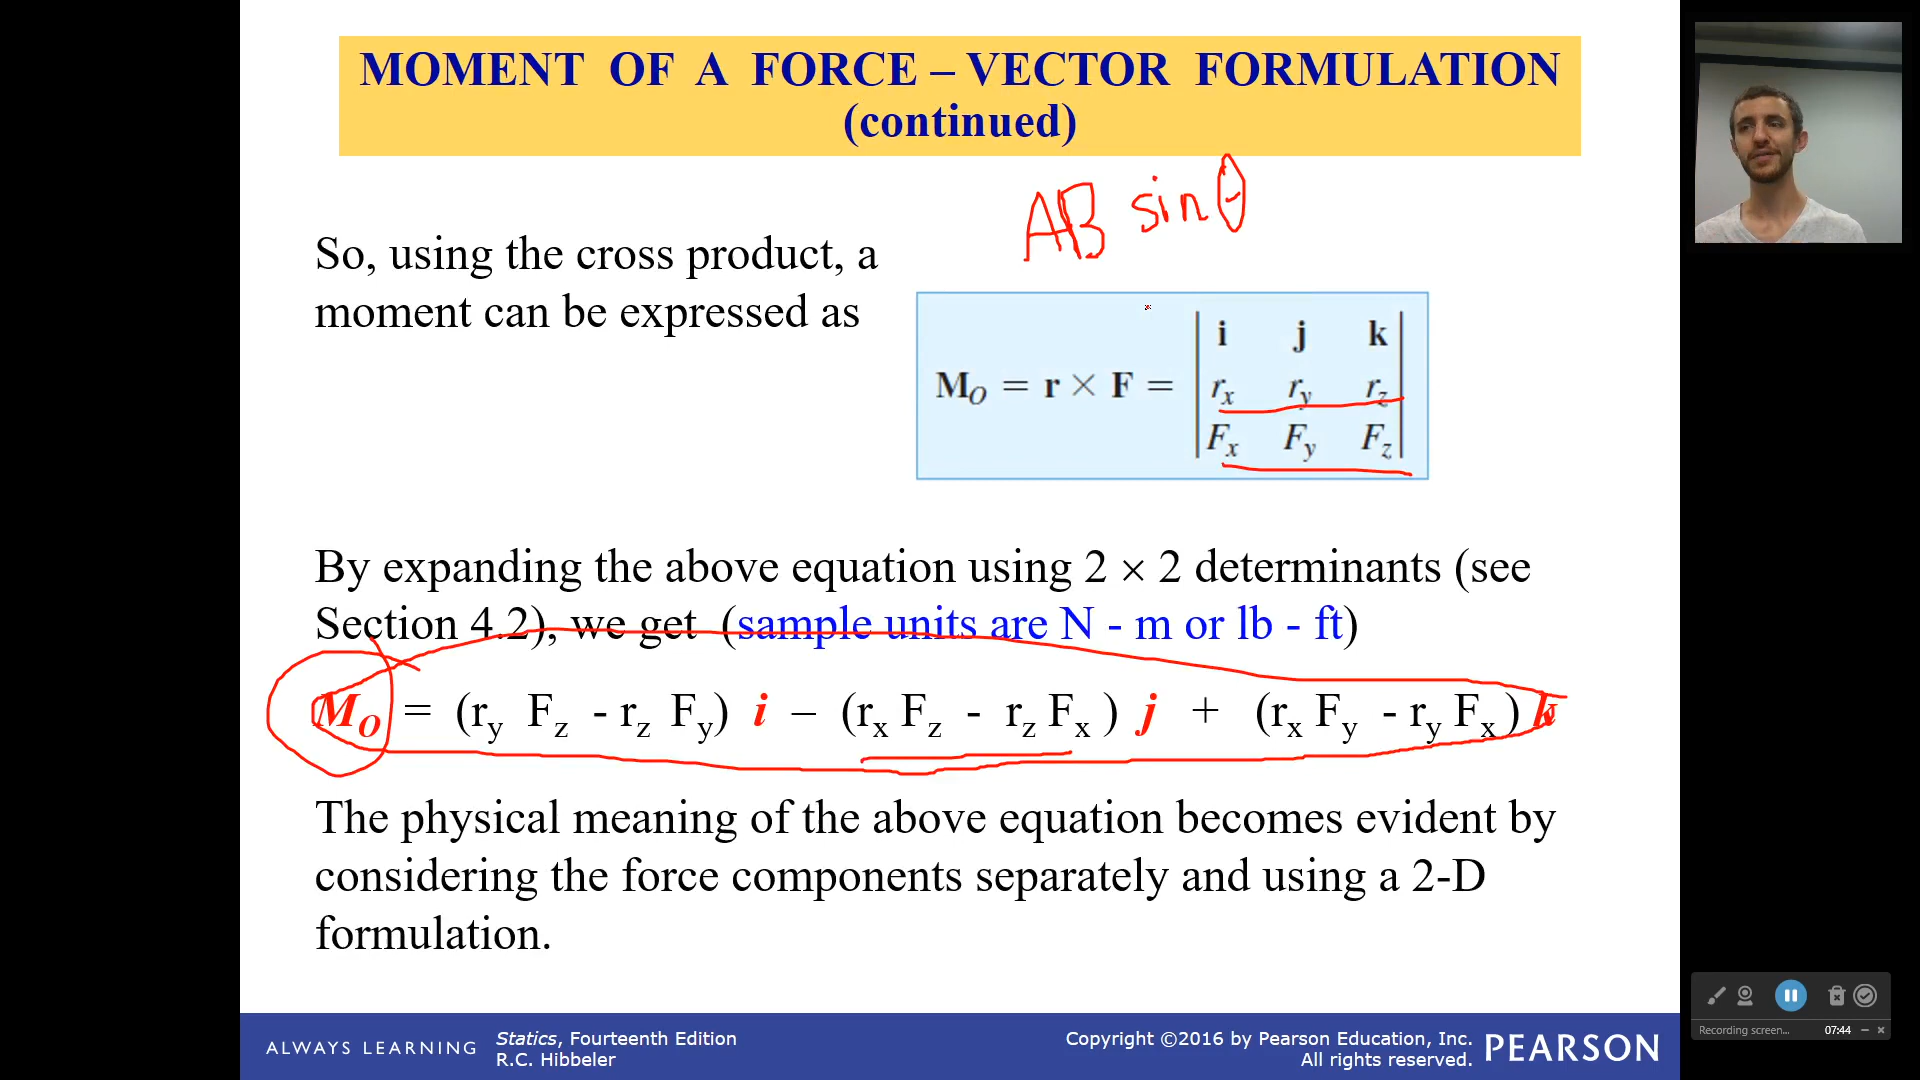 MOMENT OF A FORCE – VECTOR FORMULATION
(continued)
AB sin θ
So, using the cross product, a
moment can be expressed as
M_O = r × F = | i j k |
| r_x r_y r_z |
| F_x F_y F_z |
By expanding the above equation using 2 × 2 determinants (see
Section 4.2), we get (sample units are N - m or lb - ft)
M_O = (r_y F_z - r_z F_y) i – (r_x F_z - r_z F_x ) j + (r_x F_y - r_y F_x ) k
The physical meaning of the above equation becomes evident by
considering the force components separately and using a 2-D
formulation.
ALWAYS LEARNING
Statics, Fourteenth Edition
R.C. Hibbeler
Copyright ©2016 by Pearson Education, Inc.
All rights reserved.
PEARSON
Recording screen... 07:44